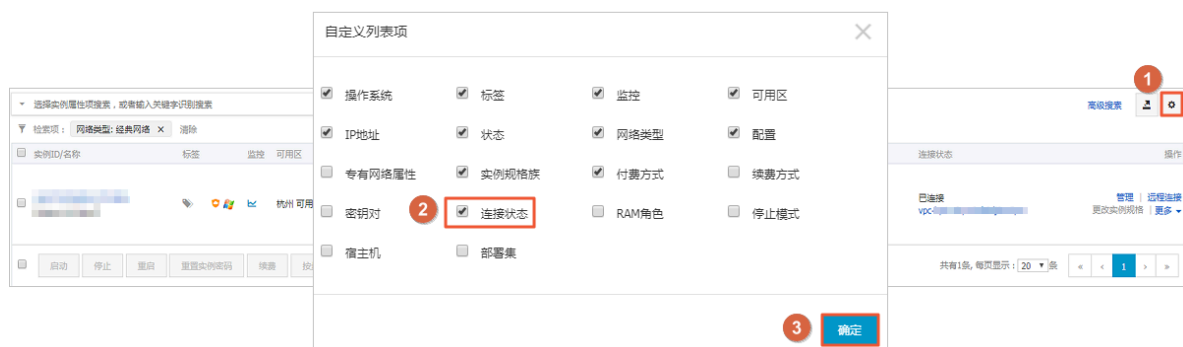 自定义列表项
操作系统 标签 监控 可用区
IP地址 状态 网络类型 配置
专有网络属性 实例规格族 付费方式 续费方式
密钥对 2 连接状态 RAM角色 停止模式
宿主机 部署集
3 确定
选择实例属性项搜索，或者输入关键字识别搜索
检索项： 网络类型: 经典网络 × 清除
实例ID/名称 标签 监控 可用区
杭州 可用
启动 停止 重启 重置实例密码 续费
1
高级搜索
连接状态 操作
已连接 管理 | 远程连接
vpc- 更改实例规格 | 更多
共有1条, 每页显示： 20 条 « ‹ 1 › »